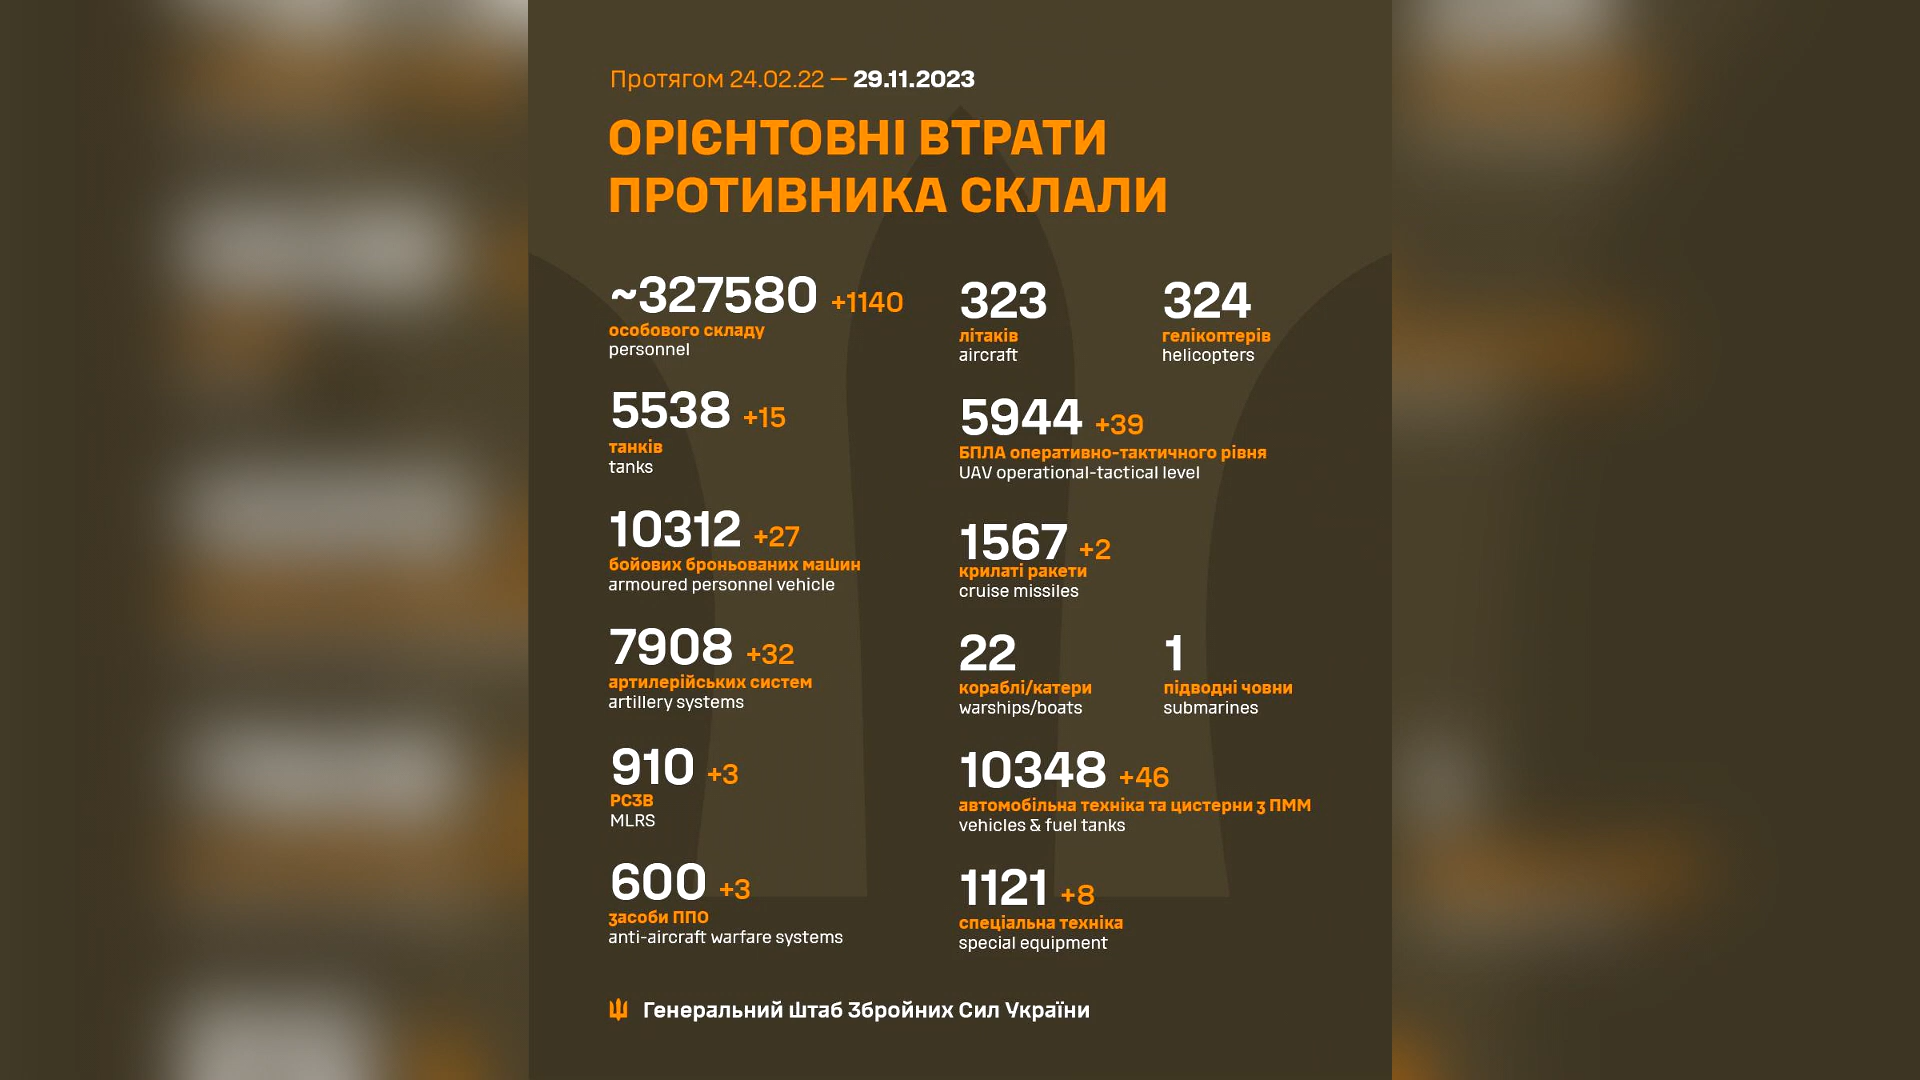 Протягом 24.02.22 — 29.11.2023
ОРІЄНТОВНІ ВТРАТИ
ПРОТИВНИКА СКЛАЛИ
~327580 +1140
особового складу
personnel
5538 +15
танків
tanks
10312 +27
бойових броньованих машин
armoured personnel vehicle
7908 +32
артилерійських систем
artillery systems
910 +3
РСЗВ
MLRS
600 +3
засоби ППО
anti-aircraft warfare systems
323
літаків
aircraft
324
гелікоптерів
helicopters
5944 +39
БПЛА оперативно-тактичного рівня
UAV operational-tactical level
1567 +2
крилаті ракети
cruise missiles
22
кораблі/катери
warships/boats
1
підводні човни
submarines
10348 +46
автомобільна техніка та цистерни з ПММ
vehicles & fuel tanks
1121 +8
спеціальна техніка
special equipment
Генеральний Штаб Збройних Сил України